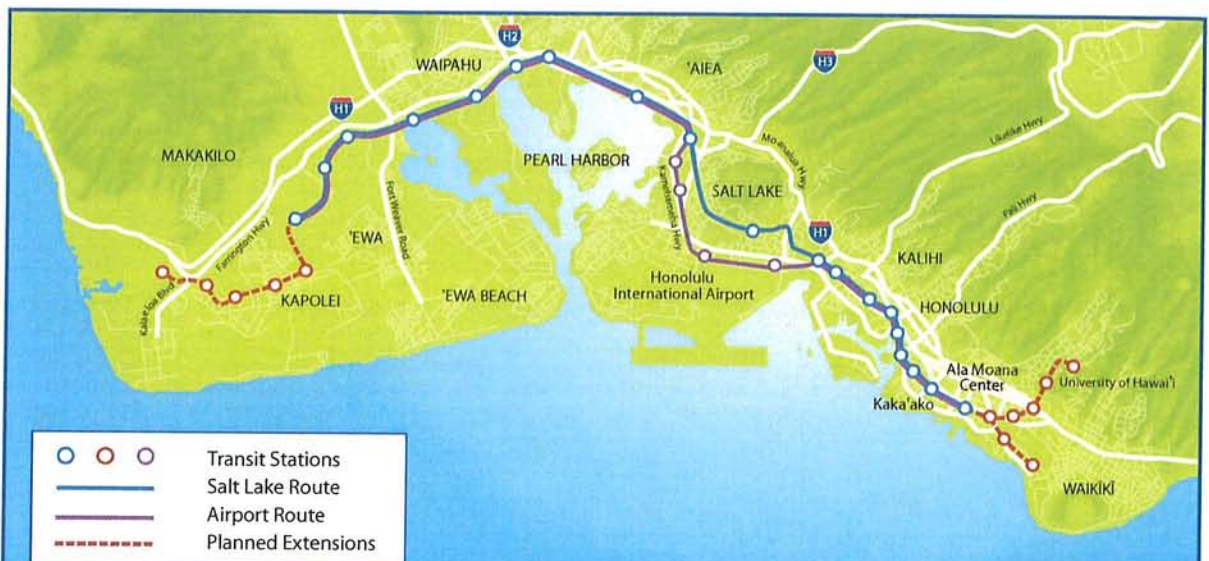 H2
WAIPAHU
'AIEA
H3
H1
Likelike Hwy
Moanalua Hwy
MAKAKILO
PEARL HARBOR
SALT LAKE
Pali Hwy
Kamehameha Hwy
Fort Weaver Road
'EWA
H1
Farrington Hwy
KALIHI
Honolulu
International Airport
KAPOLEI
'EWA BEACH
HONOLULU
Kalaeloa Blvd
Ala Moana
Center
University of Hawai'i
Kaka'ako
WAIKĪKĪ
Transit Stations
Salt Lake Route
Airport Route
Planned Extensions